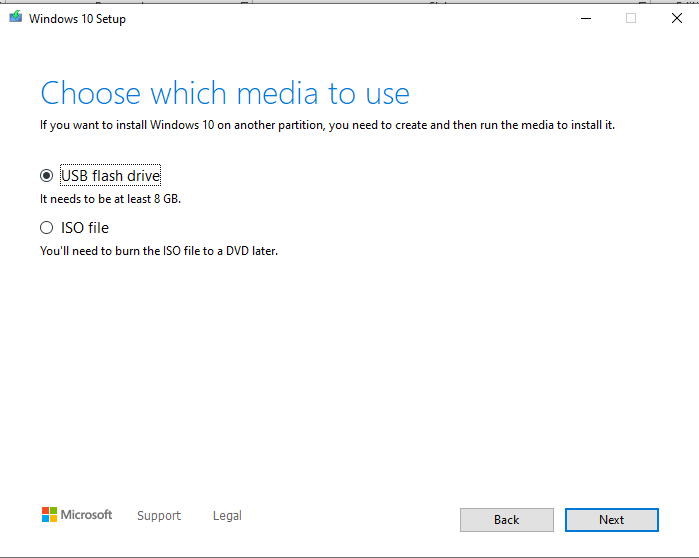 Windows 10 Setup
Choose which media to use
If you want to install Windows 10 on another partition, you need to create and then run the media to install it.
USB flash drive
It needs to be at least 8 GB.
ISO file
You'll need to burn the ISO file to a DVD later.
Microsoft Support Legal
Back Next